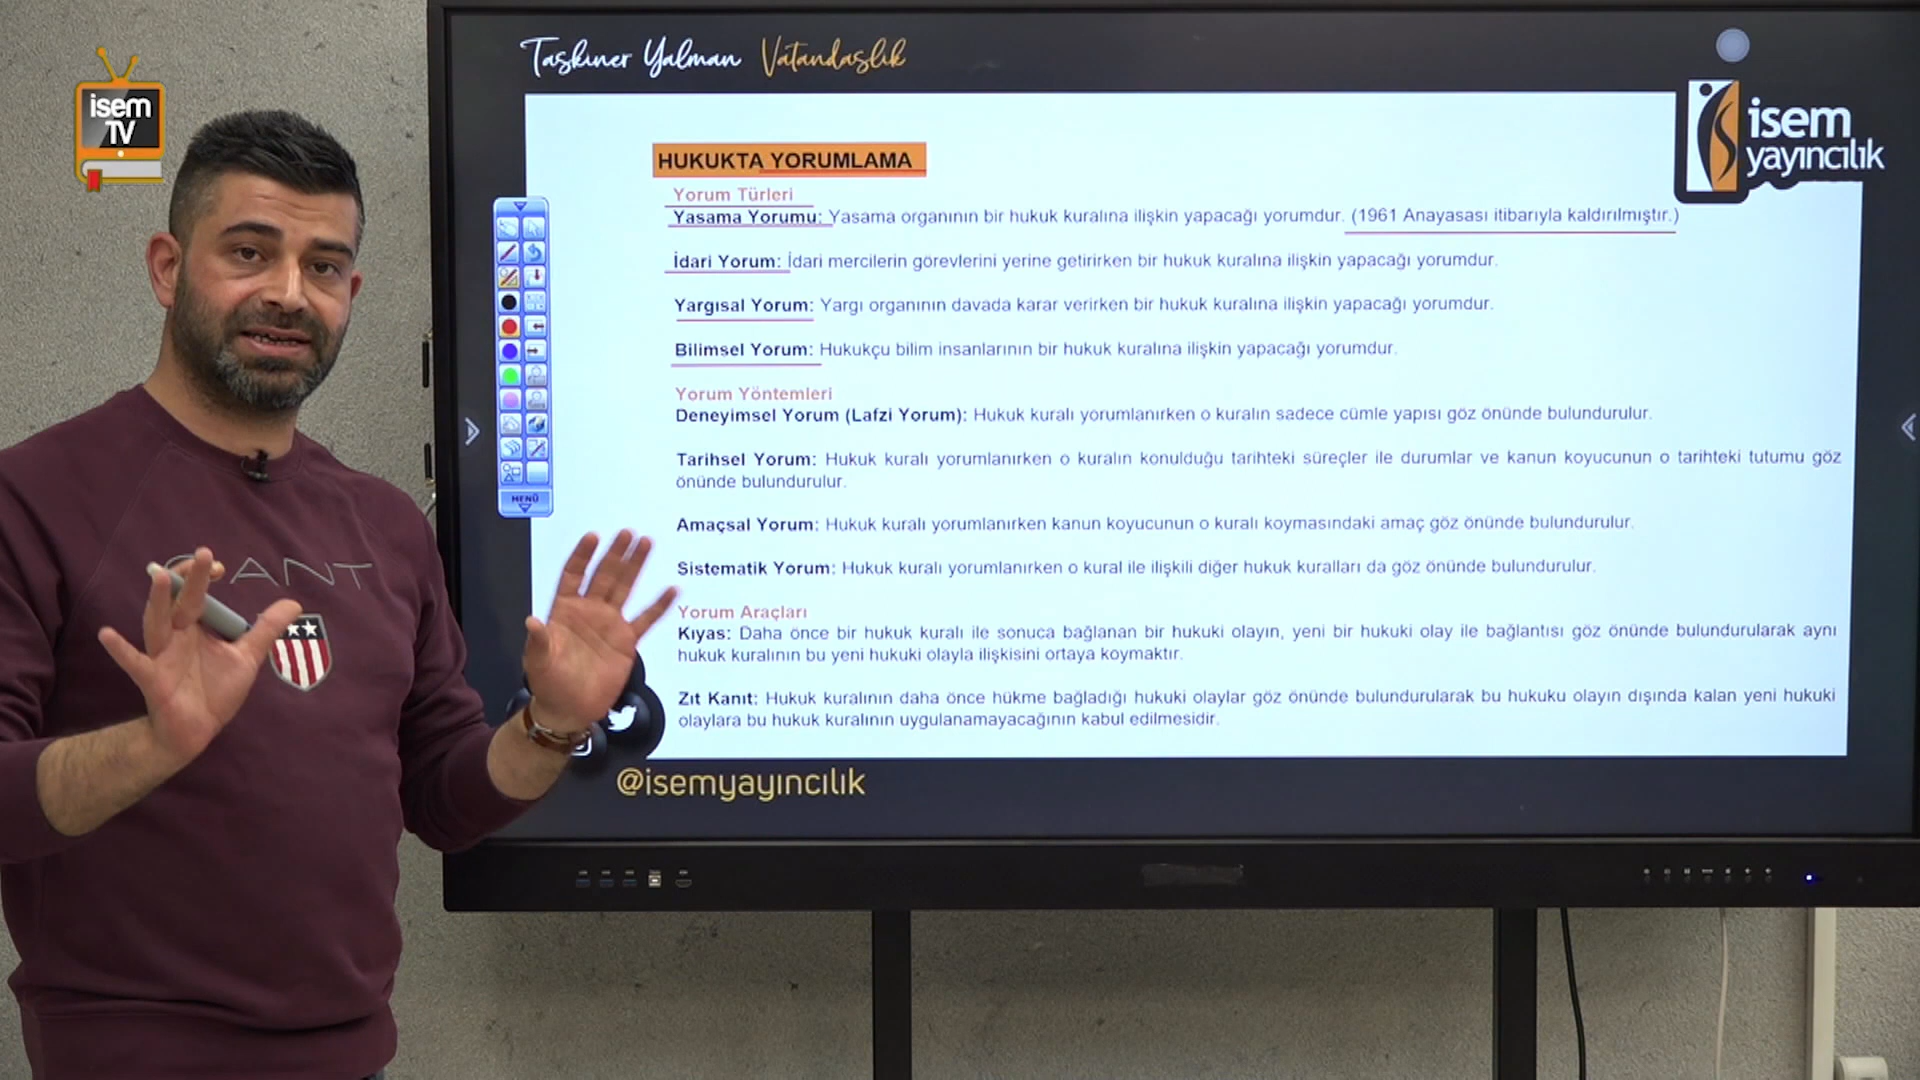 Taşkıner Yalman Vatandaşlık
isem
TV
isem
yayıncılık
HUKUKTA YORUMLAMA
Yorum Türleri
Yasama Yorumu: Yasama organının bir hukuk kuralına ilişkin yapacağı yorumdur. (1961 Anayasası itibarıyla kaldırılmıştır.)
İdari Yorum: İdari mercilerin görevlerini yerine getirirken bir hukuk kuralına ilişkin yapacağı yorumdur.
Yargısal Yorum: Yargı organının davada karar verirken bir hukuk kuralına ilişkin yapacağı yorumdur.
Bilimsel Yorum: Hukukçu bilim insanlarının bir hukuk kuralına ilişkin yapacağı yorumdur.
Yorum Yöntemleri
Deneyimsel Yorum (Lafzi Yorum): Hukuk kuralı yorumlanırken o kuralın sadece cümle yapısı göz önünde bulundurulur.
Tarihsel Yorum: Hukuk kuralı yorumlanırken o kuralın konulduğu tarihteki süreçler ile durumlar ve kanun koyucunun o tarihteki tutumu göz
önünde bulundurulur.
Amaçsal Yorum: Hukuk kuralı yorumlanırken kanun koyucunun o kuralı koymasındaki amaç göz önünde bulundurulur.
Sistematik Yorum: Hukuk kuralı yorumlanırken o kural ile ilişkili diğer hukuk kuralları da göz önünde bulundurulur.
Yorum Araçları
Kıyas: Daha önce bir hukuk kuralı ile sonuca bağlanan bir hukuki olayın, yeni bir hukuki olay ile bağlantısı göz önünde bulundurularak aynı
hukuk kuralının bu yeni hukuki olayla ilişkisini ortaya koymaktır.
Zıt Kanıt: Hukuk kuralının daha önce hükme bağladığı hukuki olaylar göz önünde bulundurularak bu hukuku olayın dışında kalan yeni hukuki
olaylara bu hukuk kuralının uygulanamayacağının kabul edilmesidir.
MENÜ
ANT
@isemyayıncılık